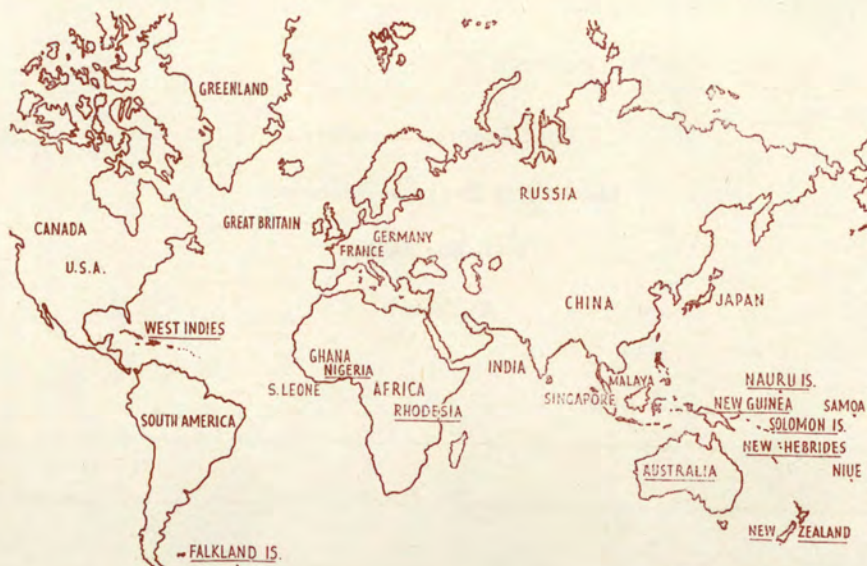 GREENLAND
RUSSIA
CANADA
GREAT BRITAIN
GERMANY
FRANCE
U.S.A.
CHINA
JAPAN
WEST INDIES
GHANA
NIGERIA
INDIA
S. LEONE
AFRICA
MALAYA
SINGAPORE
NAURU IS.
NEW GUINEA
SAMOA
RHODESIA
SOUTH AMERICA
SOLOMON IS.
NEW HEBRIDES
AUSTRALIA
NIUE
NEW ZEALAND
FALKLAND IS.